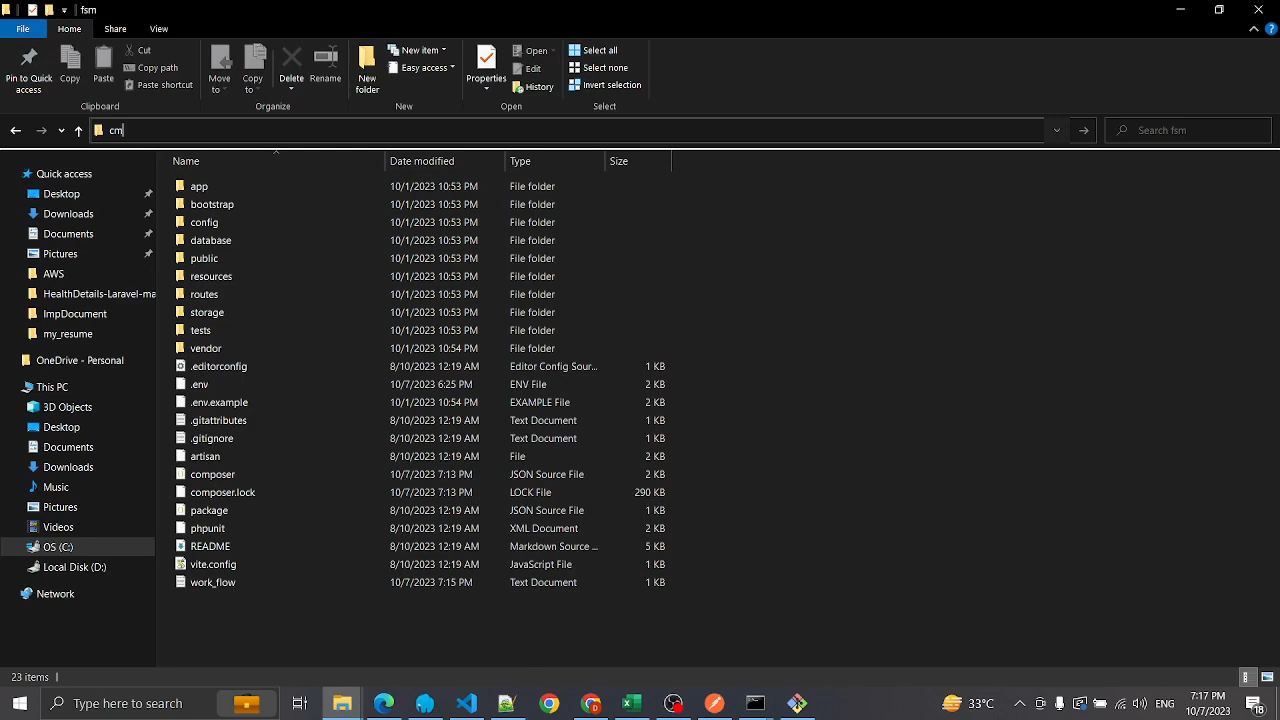 fsm
File
Home
Share
View
Pin to Quick access
Copy
Paste
Cut
Copy path
Paste shortcut
Clipboard
Move to
Copy to
Delete
Rename
Organize
New folder
New item
Easy access
New
Properties
Open
Edit
History
Open
Select all
Select none
Invert selection
Select
cm
Search fsm
Name Date modified Type Size
Quick access
Desktop
Downloads
Documents
Pictures
AWS
HealthDetails-Laravel-ma
ImpDocument
my_resume
OneDrive - Personal
This PC
3D Objects
Desktop
Documents
Downloads
Music
Pictures
Videos
OS (C:)
Local Disk (D:)
Network
app 10/1/2023 10:53 PM File folder
bootstrap 10/1/2023 10:53 PM File folder
config 10/1/2023 10:53 PM File folder
database 10/1/2023 10:53 PM File folder
public 10/1/2023 10:53 PM File folder
resources 10/1/2023 10:53 PM File folder
routes 10/1/2023 10:53 PM File folder
storage 10/1/2023 10:53 PM File folder
tests 10/1/2023 10:53 PM File folder
vendor 10/1/2023 10:54 PM File folder
.editorconfig 8/10/2023 12:19 AM Editor Config Sour... 1 KB
.env 10/7/2023 6:25 PM ENV File 2 KB
.env.example 10/1/2023 10:54 PM EXAMPLE File 2 KB
.gitattributes 8/10/2023 12:19 AM Text Document 1 KB
.gitignore 8/10/2023 12:19 AM Text Document 1 KB
artisan 8/10/2023 12:19 AM File 2 KB
composer 10/7/2023 7:13 PM JSON Source File 2 KB
composer.lock 10/7/2023 7:13 PM LOCK File 290 KB
package 8/10/2023 12:19 AM JSON Source File 1 KB
phpunit 8/10/2023 12:19 AM XML Document 2 KB
README 8/10/2023 12:19 AM Markdown Source ... 5 KB
vite.config 8/10/2023 12:19 AM JavaScript File 1 KB
work_flow 10/7/2023 7:15 PM Text Document 1 KB
23 items
Type here to search
33°C
ENG
7:17 PM
10/7/2023
18